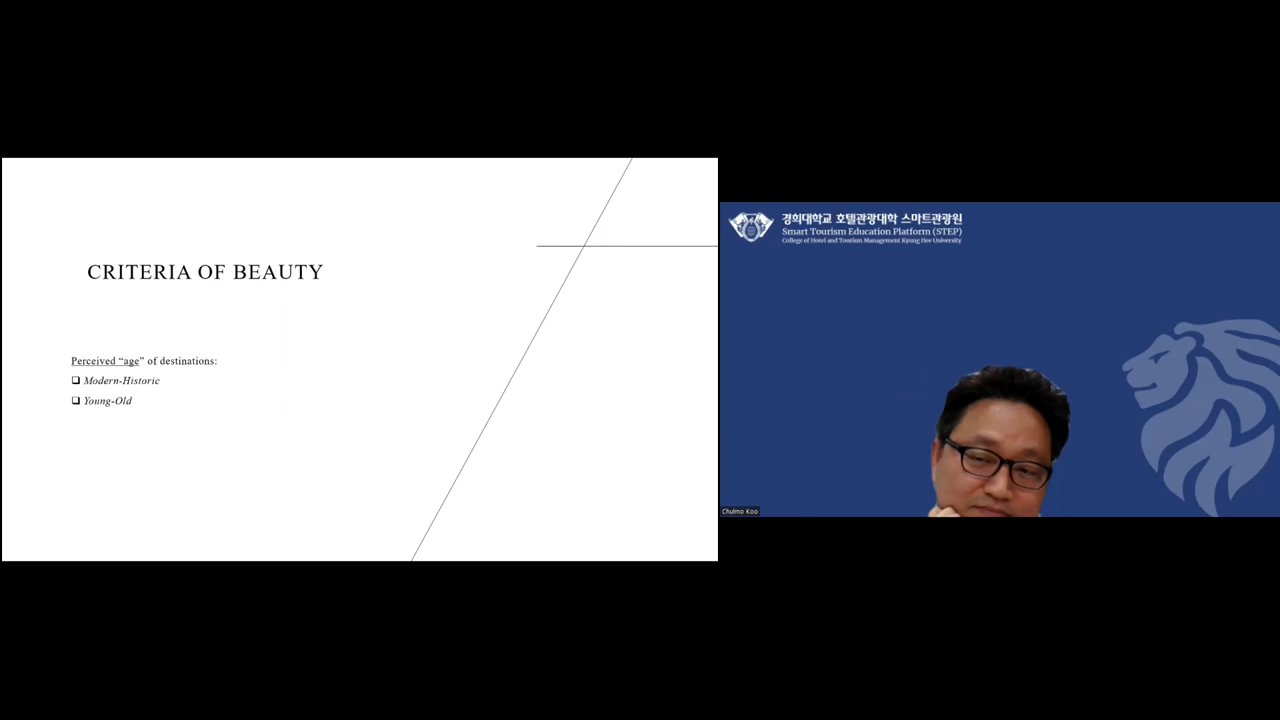 CRITERIA OF BEAUTY
Perceived “age” of destinations:
Modern-Historic
Young-Old
경희대학교 호텔관광대학 스마트관광원
Smart Tourism Education Platform (STEP)
College of Hotel and Tourism Management Kyung Hee University
Chulmo Koo